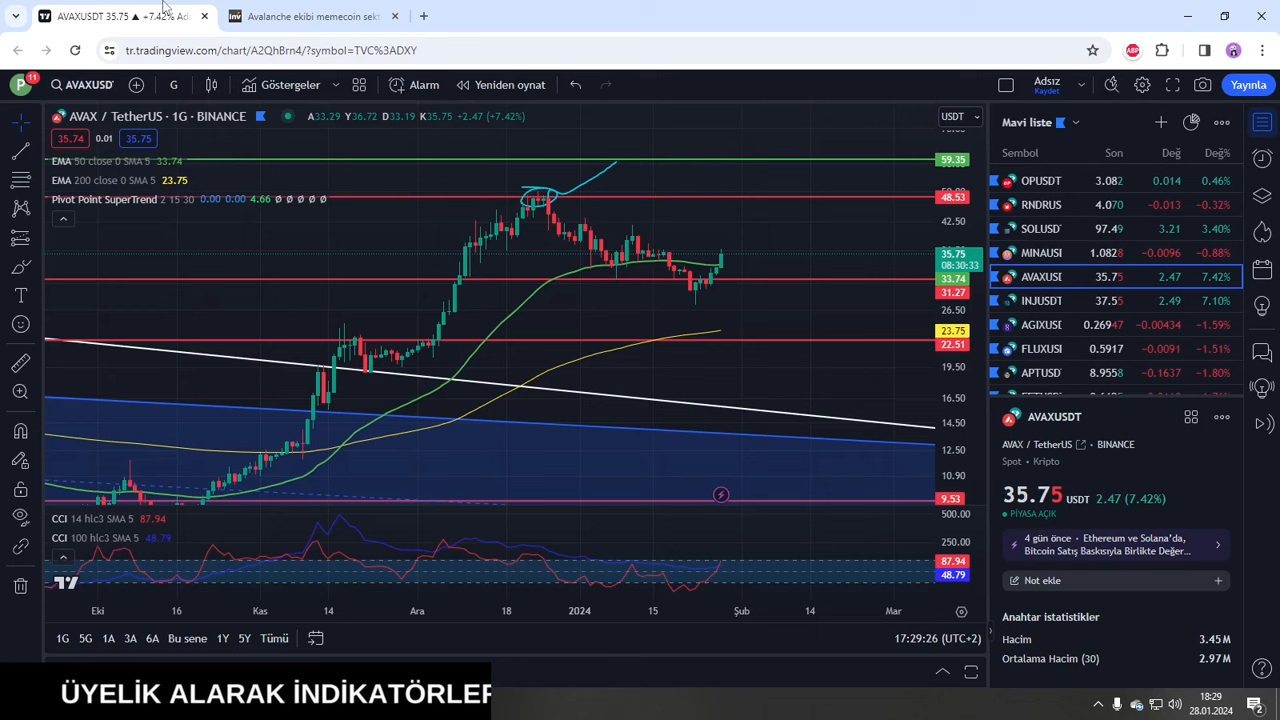 AVAXUSDT 35.75 ▲ +7.42% Ad
Avalanche ekibi memecoin sekt
tr.tradingview.com/chart/A2QhBrn4/?symbol=TVC%3ADXY
ABP
P 11 AVAXUSD G Göstergeler Alarm Yeniden oynat Adsız Kaydet Yayınla
AVAX / TetherUS · 1G · BINANCE A33.29 Y36.72 D33.19 K35.75 +2.47 (+7.42%)
USDT
35.74 0.01 35.75
EMA 50 close 0 SMA 5 33.74
EMA 200 close 0 SMA 5 23.75
Pivot Point SuperTrend 2 15 30 0.00 0.00 4.66 Ø Ø Ø Ø Ø
59.35
48.53
42.50
35.75
08:30:33
33.74
31.27
26.50
23.75
22.51
19.50
16.50
14.50
12.50
10.90
9.53
CCI 14 hlc3 SMA 5 87.94
CCI 100 hlc3 SMA 5 48.79
500.00
250.00
87.94
48.79
Eki 16 Kas 14 Ara 18 2024 15 Şub 14 Mar
1G 5G 1A 3A 6A Bu sene 1Y 5Y Tümü
17:29:26 (UTC+2)
Mavi liste
Sembol Son Değ Değ%
OPUSDT 3.082 0.014 0.46%
RNDRUS 4.070 −0.013 −0.32%
SOLUSD 97.49 3.21 3.40%
MINAUSI 1.0828 −0.0096 −0.88%
AVAXUSI 35.75 2.47 7.42%
INJUSDT 37.55 2.49 7.10%
AGIXUSI 0.26947 −0.00434 −1.59%
FLUXUSI 0.5917 −0.0091 −1.51%
APTUSD 8.9558 −0.1637 −1.80%
AVAXUSDT
AVAX / TetherUS BINANCE
Spot • Kripto
35.75 USDT 2.47 (7.42%)
PİYASA AÇIK
4 gün önce • Ethereum ve Solana'da,
Bitcoin Satış Baskısıyla Birlikte Değer…
Not ekle
Anahtar istatistikler
Hacim 3.45M
Ortalama Hacim (30) 2.97M
ÜYELİK ALARAK İNDİKATÖRLER
18:29
28.01.2024
2